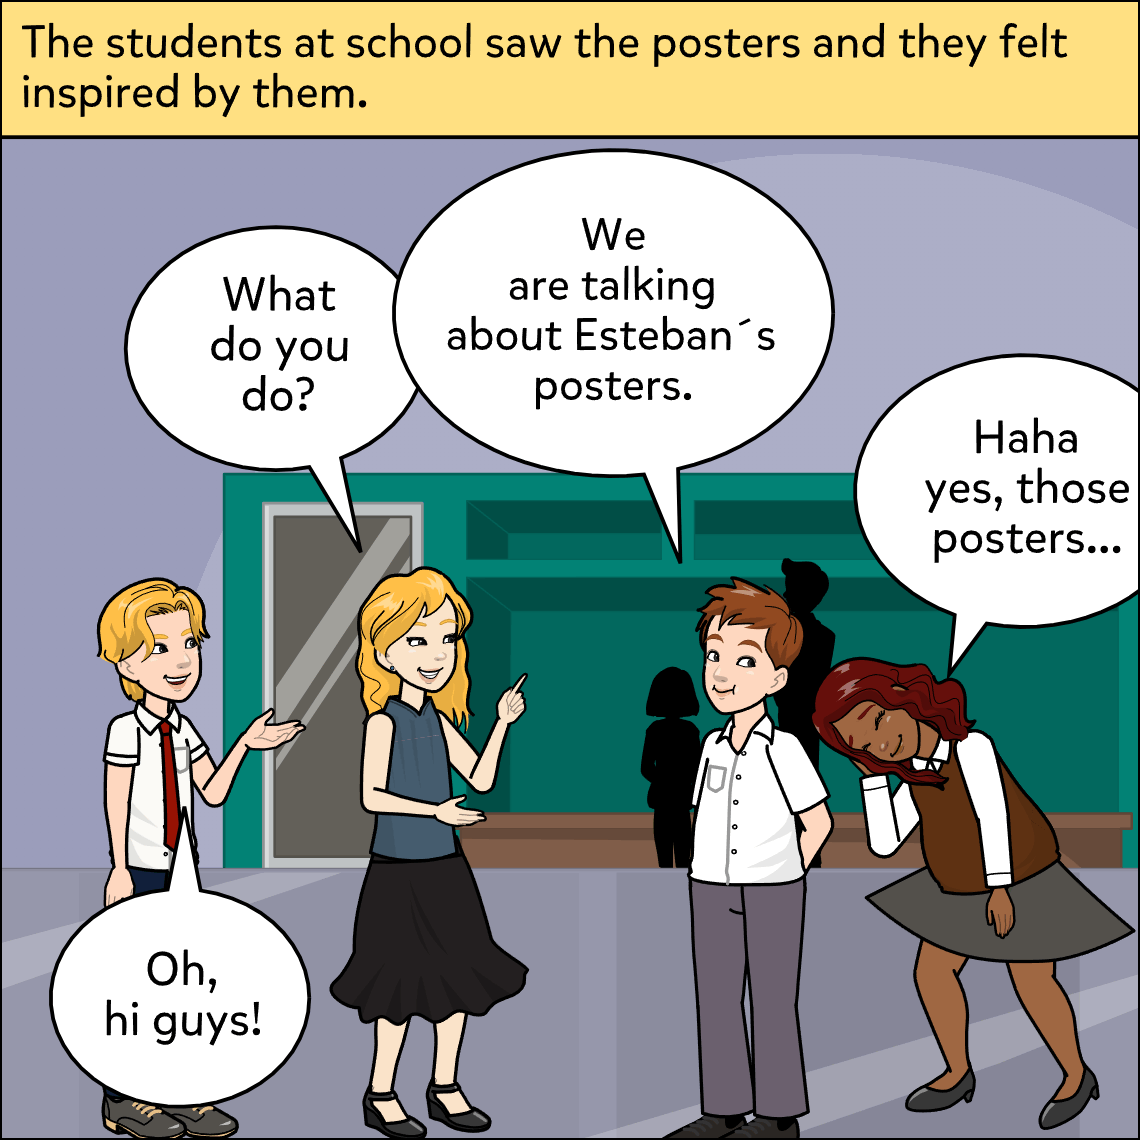 The students at school saw the posters and they felt
inspired by them.
What
do you
do?
We
are talking
about Esteban´s
posters.
Haha
yes, those
posters...
Oh,
hi guys!